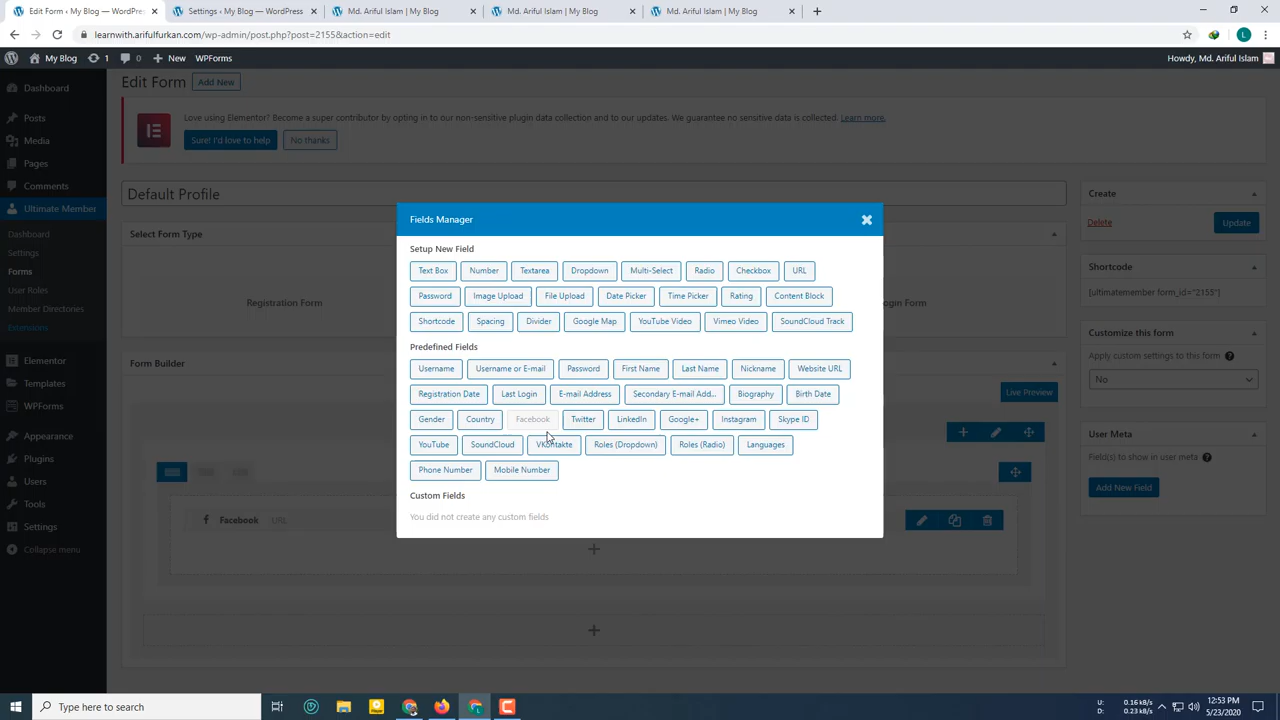 Edit Form ‹ My Blog — WordPress
Settings ‹ My Blog — WordPress
Md. Ariful Islam | My Blog
Md. Ariful Islam | My Blog
Md. Ariful Islam | My Blog
learnwith.arifulfurkan.com/wp-admin/post.php?post=2155&action=edit
L
My Blog 1 0 New WPForms
Howdy, Md. Ariful Islam
Dashboard
Posts
Media
Pages
Comments
Ultimate Member
Dashboard
Settings
Forms
User Roles
Member Directories
Extensions
Elementor
Templates
WPForms
Appearance
Plugins
Users
Tools
Settings
Collapse menu
Edit Form Add New
Love using Elementor? Become a super contributor by opting in to our non-sensitive plugin data collection and to our updates. We guarantee no sensitive data is collected. Learn more.
Sure! I'd love to help No thanks
Default Profile
Select Form Type
Registration Form
gin Form
Form Builder
Live Preview
Facebook URL
Fields Manager
Setup New Field
Text Box Number Textarea Dropdown Multi-Select Radio Checkbox URL
Password Image Upload File Upload Date Picker Time Picker Rating Content Block
Shortcode Spacing Divider Google Map YouTube Video Vimeo Video SoundCloud Track
Predefined Fields
Username Username or E-mail Password First Name Last Name Nickname Website URL
Registration Date Last Login E-mail Address Secondary E-mail Add... Biography Birth Date
Gender Country Facebook Twitter LinkedIn Google+ Instagram Skype ID
YouTube SoundCloud VKontakte Roles (Dropdown) Roles (Radio) Languages
Phone Number Mobile Number
Custom Fields
You did not create any custom fields
Create
Delete Update
Shortcode
[ultimatemember form_id="2155"]
Customize this form
Apply custom settings to this form
No
User Meta
Field(s) to show in user meta
Add New Field
Type here to search
U: 0.16 kB/s
D: 0.23 kB/s
12:53 PM
5/23/2020